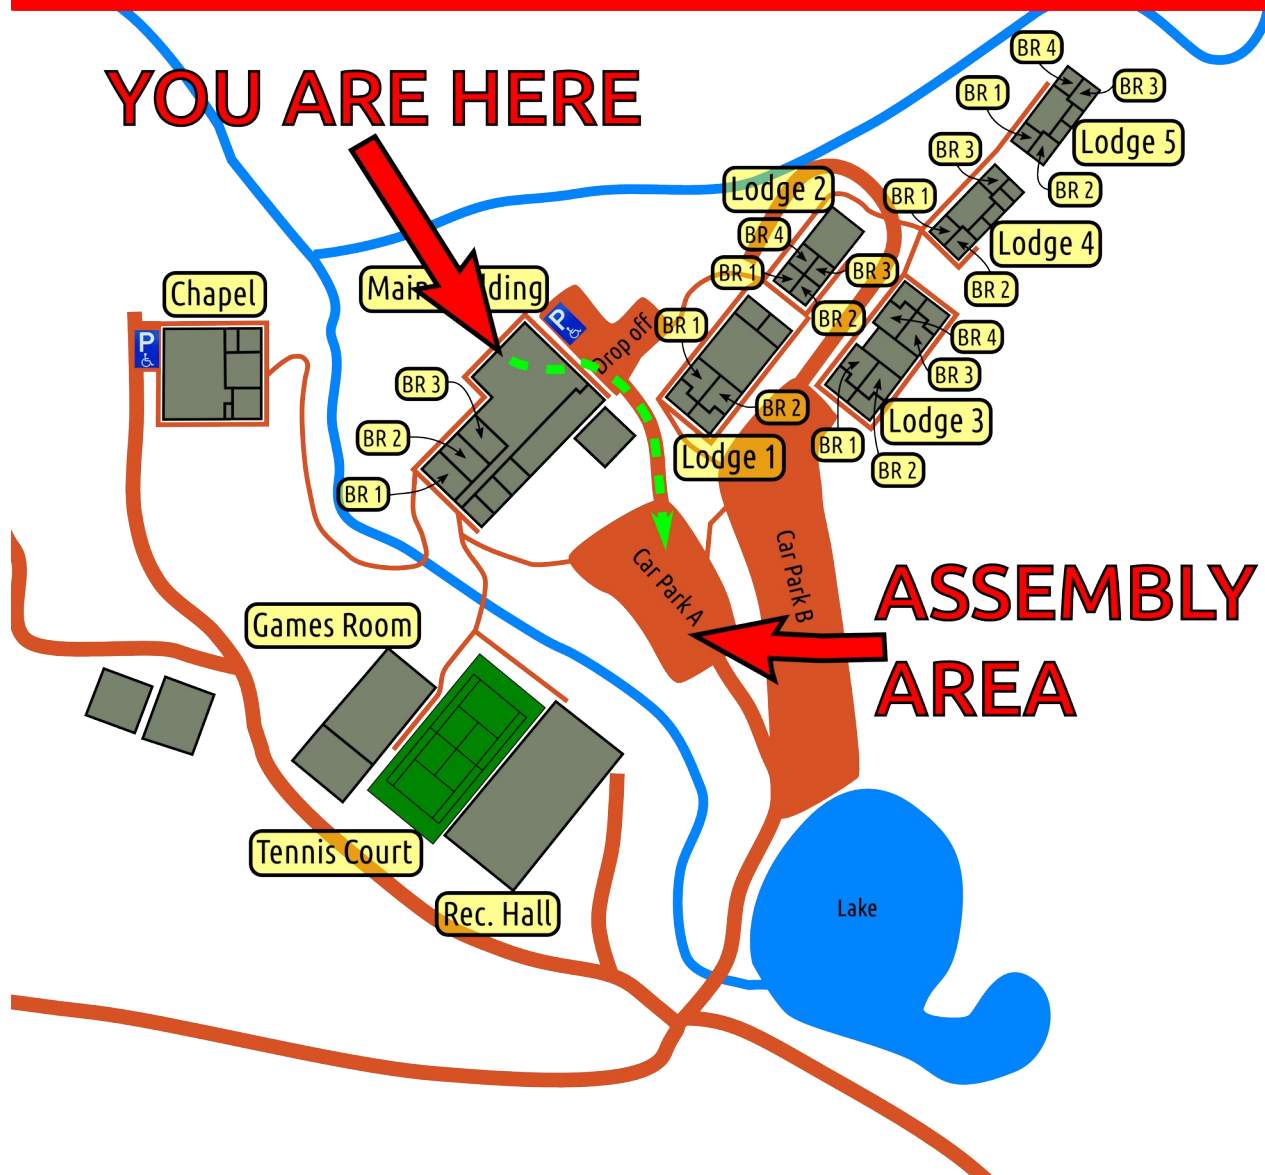 YOU ARE HERE
BR 4
BR 1
BR 3
Lodge 5
BR 3
BR 2
Lodge 2
BR 1
BR 4
Lodge 4
BR 1
BR 3
BR 2
Chapel
Main
lding
P
P
Drop off
BR 1
BR 2
BR 4
BR 3
BR 3
BR 2
Lodge 3
BR 2
Lodge 1
BR 1
BR 2
BR 1
Car Park A
Car Park B
ASSEMBLY
AREA
Games Room
Tennis Court
Rec. Hall
Lake